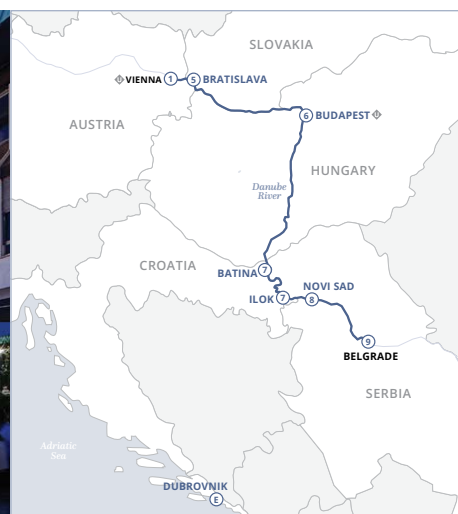 SLOVAKIA
VIENNA 1 5 BRATISLAVA
6 BUDAPEST
AUSTRIA
HUNGARY
Danube
River
CROATIA
BATINA 7
NOVI SAD
ILOK 7 8
9
BELGRADE
SERBIA
Adriatic
Sea
DUBROVNIK
E